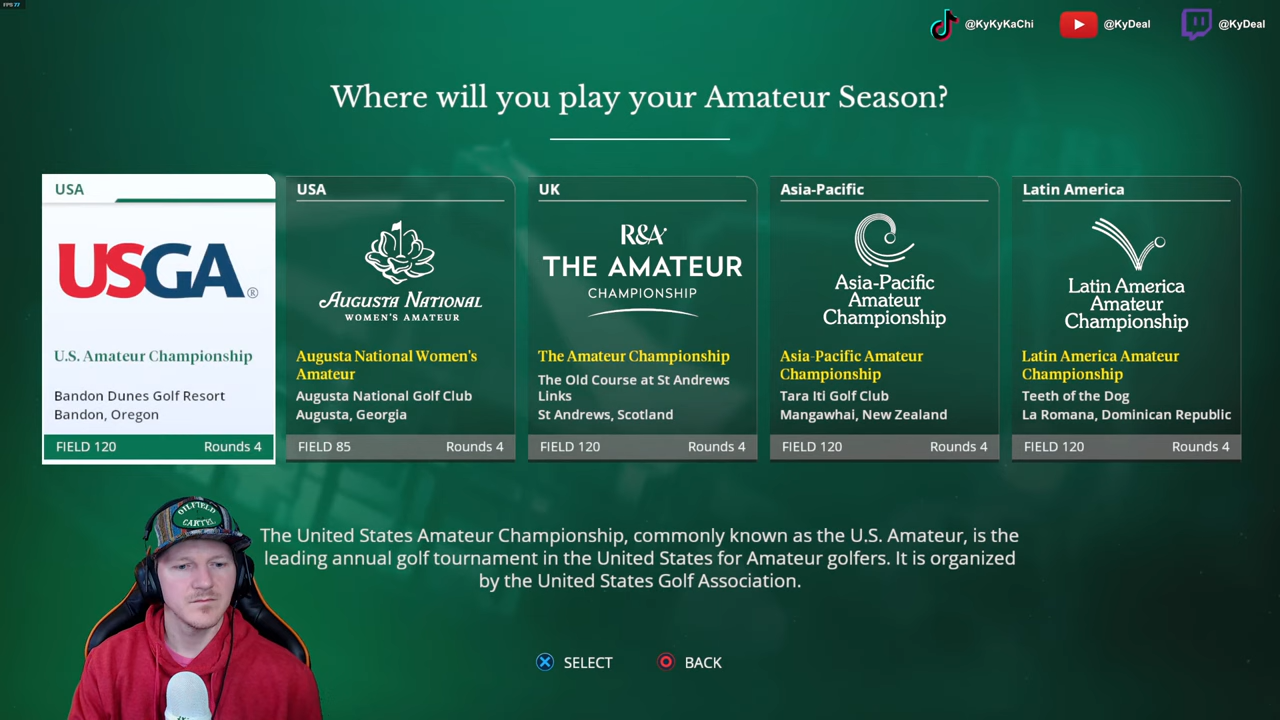 FPS 77
@KyKyKaChi
@KyDeal
@KyDeal
Where will you play your Amateur Season?
USA
USGA®
U.S. Amateur Championship
Bandon Dunes Golf Resort
Bandon, Oregon
FIELD 120 Rounds 4
USA
AUGUSTA NATIONAL
WOMEN'S AMATEUR
Augusta National Women's
Amateur
Augusta National Golf Club
Augusta, Georgia
FIELD 85 Rounds 4
UK
R&A
THE AMATEUR
CHAMPIONSHIP
The Amateur Championship
The Old Course at St Andrews
Links
St Andrews, Scotland
FIELD 120 Rounds 4
Asia-Pacific
Asia-Pacific
Amateur
Championship
Asia-Pacific Amateur
Championship
Tara Iti Golf Club
Mangawhai, New Zealand
FIELD 120 Rounds 4
Latin America
Latin America
Amateur
Championship
Latin America Amateur
Championship
Teeth of the Dog
La Romana, Dominican Republic
FIELD 120 Rounds 4
OILFIELD
CARTEL
The United States Amateur Championship, commonly known as the U.S. Amateur, is the
leading annual golf tournament in the United States for Amateur golfers. It is organized
by the United States Golf Association.
SELECT
BACK